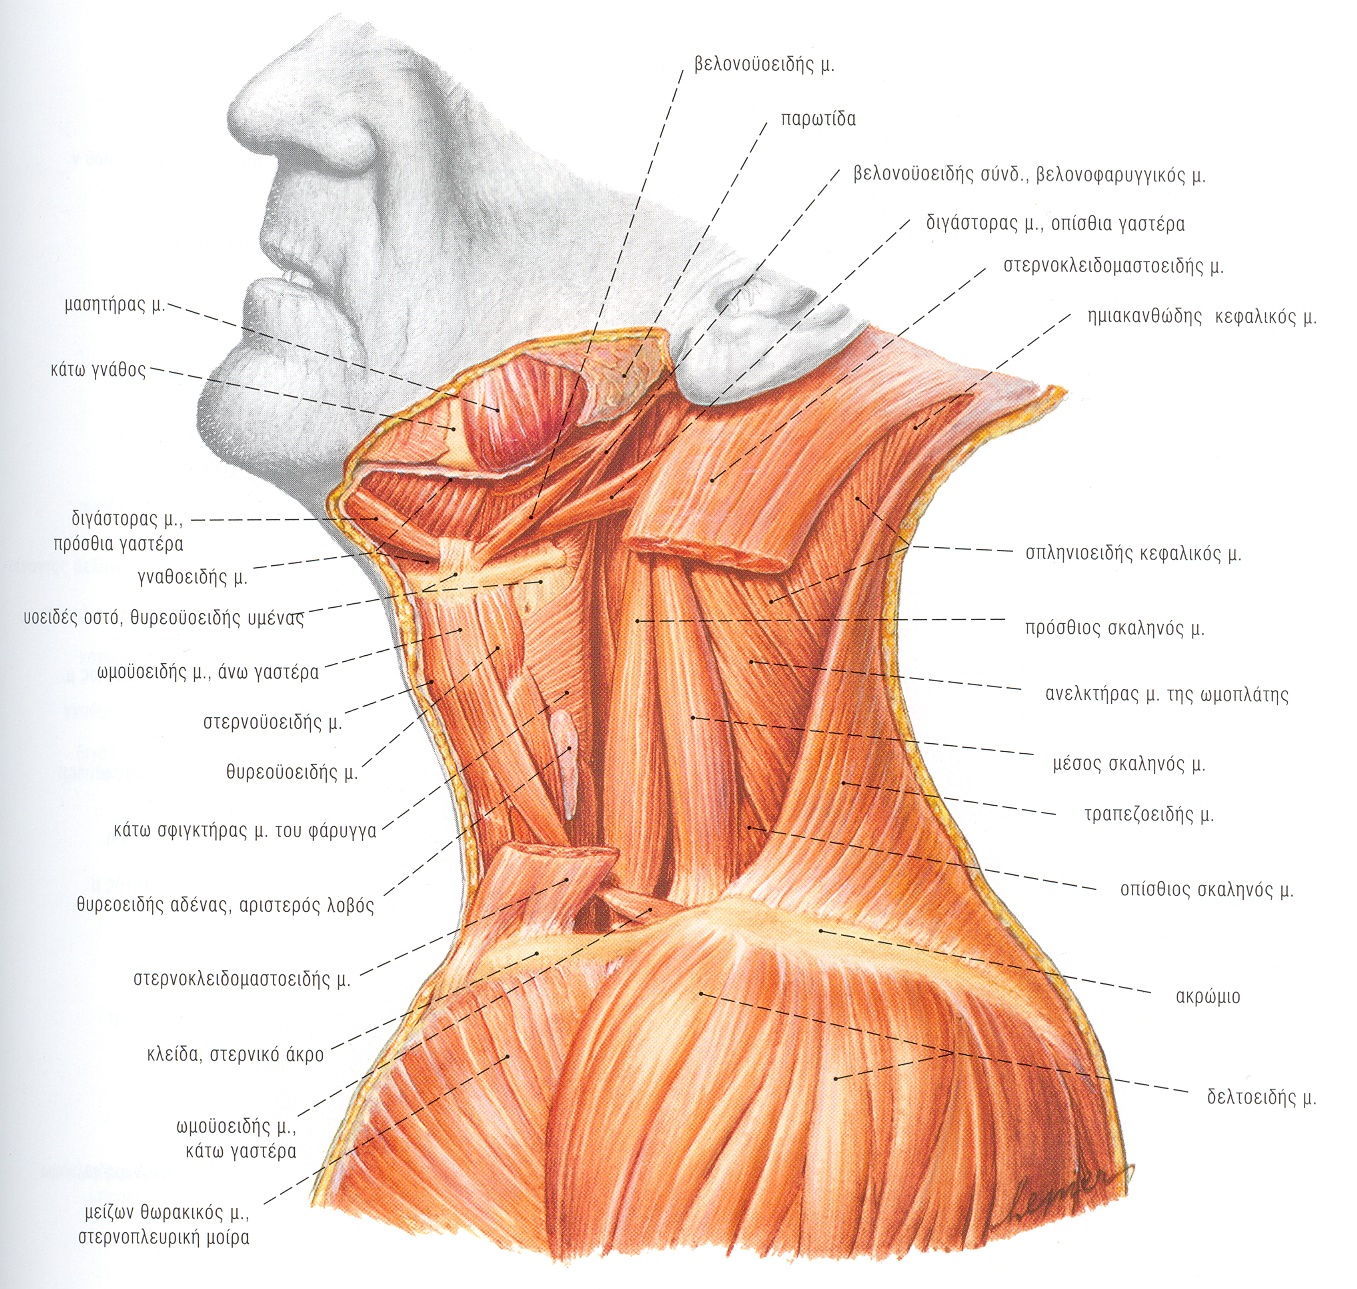 βελονοϋοειδής μ.
παρωτίδα
βελονοϋοειδής σύνδ., βελονοφαρυγγικός μ.
διγάστορας μ., οπίσθια γαστέρα
στερνοκλειδομαστοειδής μ.
ημιακανθώδης κεφαλικός μ.
μασητήρας μ.
κάτω γνάθος
διγάστορας μ.,
πρόσθια γαστέρα
γναθοειδής μ.
υοειδές οστό, θυρεοϋοειδής υμένας
ωμοϋοειδής μ., άνω γαστέρα
στερνοϋοειδής μ.
θυρεοϋοειδής μ.
κάτω σφιγκτήρας μ. του φάρυγγα
θυρεοειδής αδένας, αριστερός λοβός
στερνοκλειδομαστοειδής μ.
κλείδα, στερνικό άκρο
ωμοϋοειδής μ.,
κάτω γαστέρα
μείζων θωρακικός μ.,
στερνοπλευρική μοίρα
σπληνιοειδής κεφαλικός μ.
πρόσθιος σκαληνός μ.
ανελκτήρας μ. της ωμοπλάτης
μέσος σκαληνός μ.
τραπεζοειδής μ.
οπίσθιος σκαληνός μ.
ακρώμιο
δελτοειδής μ.